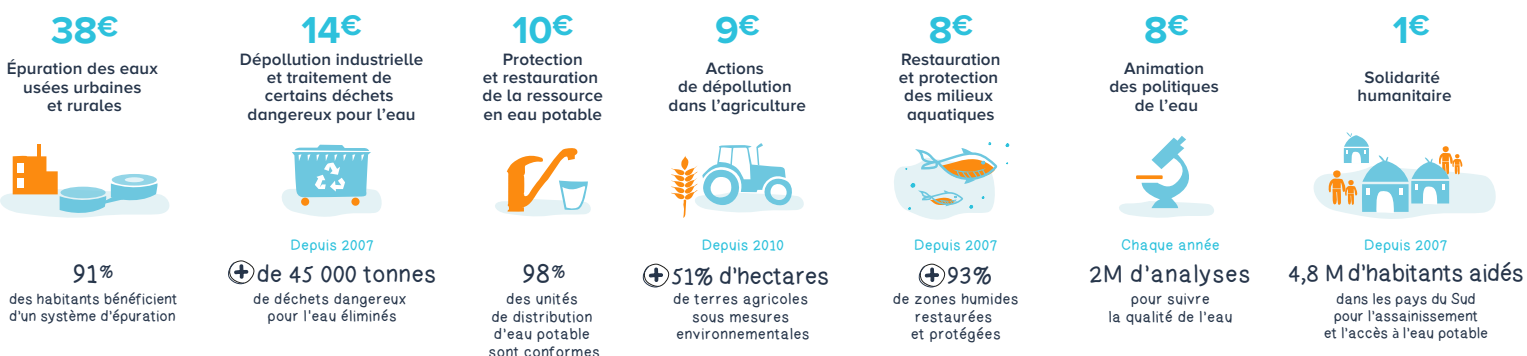 38€
Épuration des eaux
usées urbaines
et rurales
91%
des habitants bénéficient
d'un système d'épuration
14€
Dépollution industrielle
et traitement de
certains déchets
dangereux pour l'eau
Depuis 2007
+ de 45 000 tonnes
de déchets dangereux
pour l'eau éliminés
10€
Protection
et restauration
de la ressource
en eau potable
98%
des unités
de distribution
d'eau potable
sont conformes
9€
Actions
de dépollution
dans l'agriculture
Depuis 2010
+ 51% d'hectares
de terres agricoles
sous mesures
environnementales
8€
Restauration
et protection
des milieux
aquatiques
Depuis 2007
+ 93%
de zones humides
restaurées
et protégées
8€
Animation
des politiques
de l'eau
Chaque année
2M d'analyses
pour suivre
la qualité de l'eau
1€
Solidarité
humanitaire
Depuis 2007
4,8 M d'habitants aidés
dans les pays du Sud
pour l'assainissement
et l'accès à l'eau potable